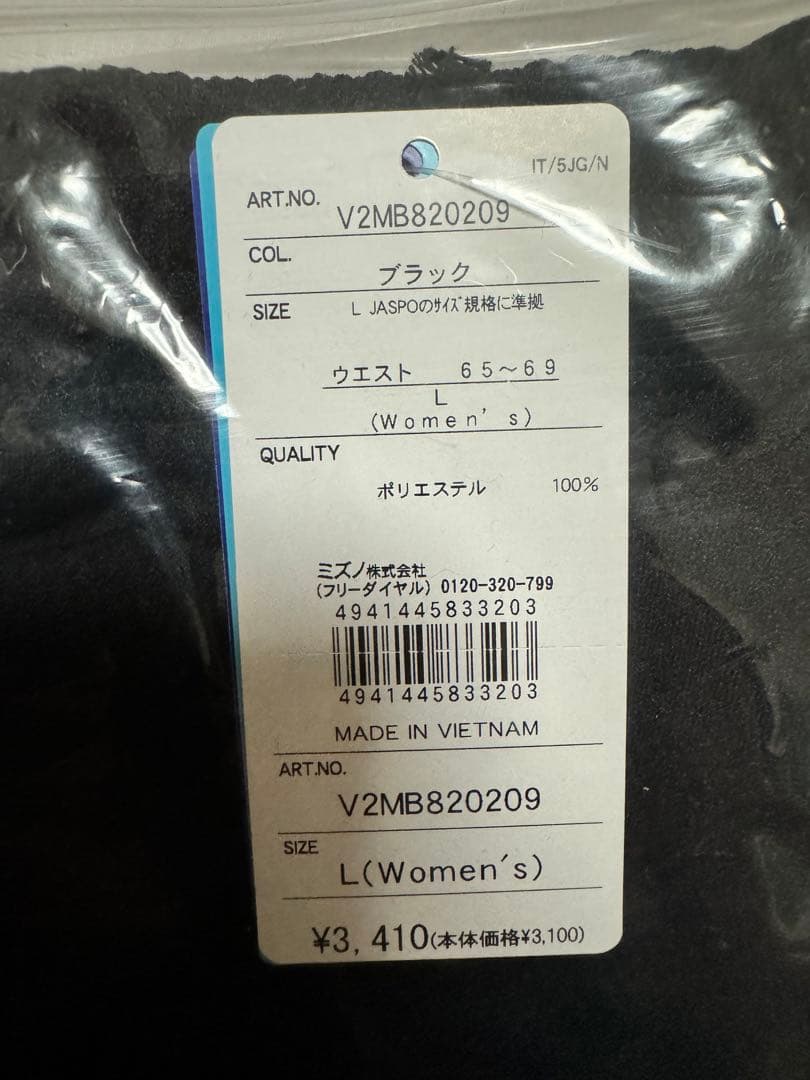 IT/5JG/N
ART.NO.
V2MB820209
COL.
ブラック
SIZE L JASPOのｻｲｽﾞ規格に準拠
ウエスト 65～69
L
(Women's)
QUALITY
ポリエステル 100%
ミズノ株式会社
(フリーダイヤル) 0120-320-799
4941445833203
4941445833203
MADE IN VIETNAM
ART.NO.
V2MB820209
SIZE
L(Women's)
¥3,410(本体価格¥3,100)